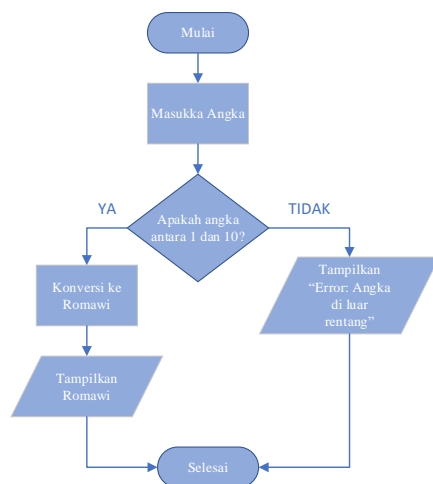 Mulai
Masukka Angka
YA
TIDAK
Apakah angka
antara 1 dan 10?
Konversi ke
Romawi
Tampilkan
“Error: Angka
di luar
rentang”
Tampilkan
Romawi
Selesai